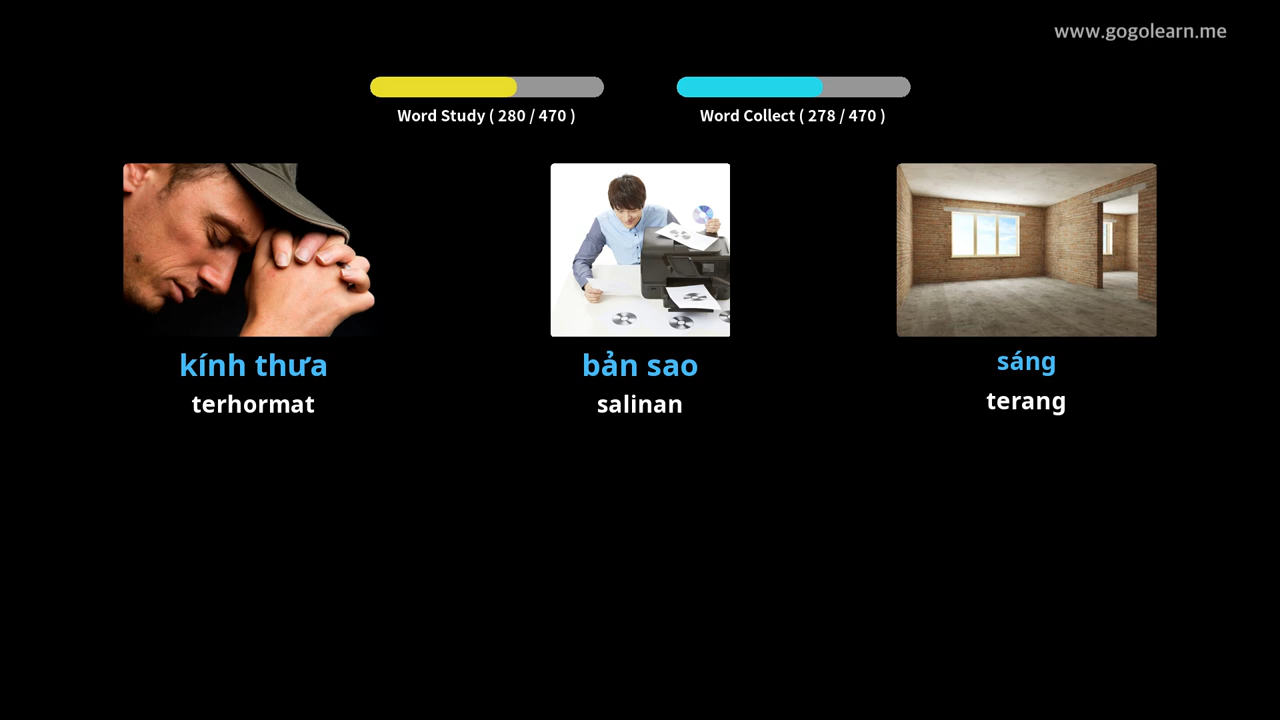 www.gogolearn.me
Word Study ( 280 / 470 )
Word Collect ( 278 / 470 )
kính thưa
terhormat
bản sao
salinan
sáng
terang